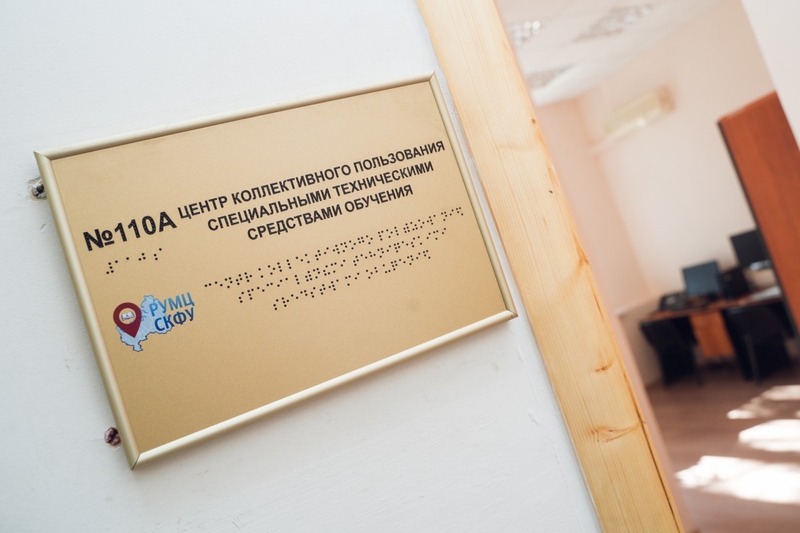 №110А
ЦЕНТР КОЛЛЕКТИВНОГО ПОЛЬЗОВАНИЯ
СПЕЦИАЛЬНЫМИ ТЕХНИЧЕСКИМИ
СРЕДСТВАМИ ОБУЧЕНИЯ
РУМЦ
СКФУ